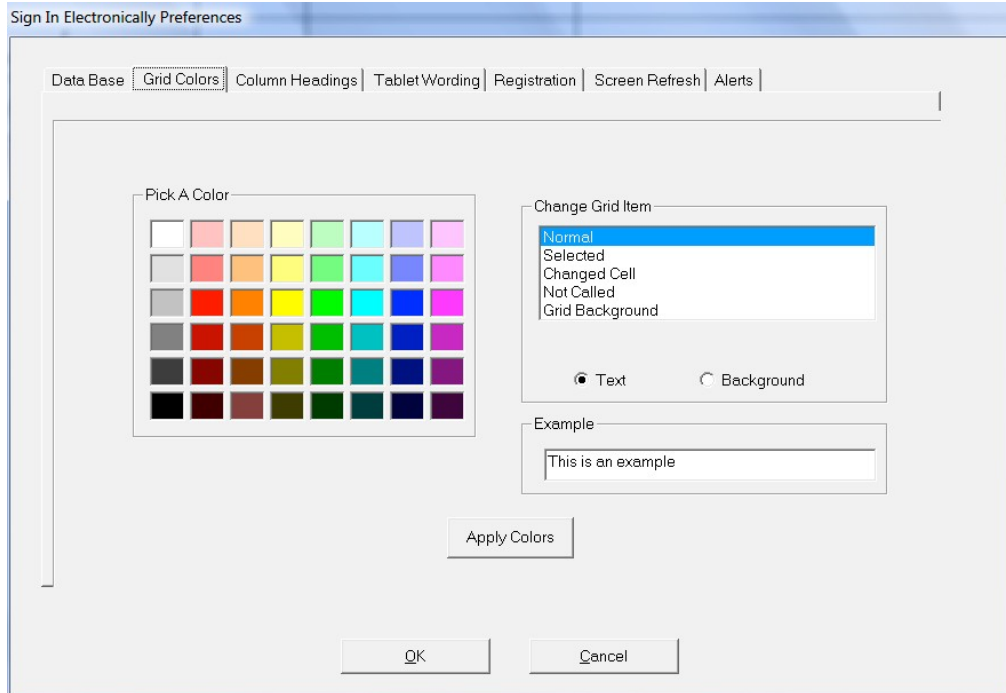 Sign In Electronically Preferences
Data Base Grid Colors Column Headings Tablet Wording Registration Screen Refresh Alerts
Pick A Color
Change Grid Item
Normal
Selected
Changed Cell
Not Called
Grid Background
Text Background
Example
This is an example
Apply Colors
OK Cancel